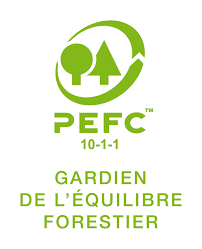 PEFC™
10-1-1
GARDIEN
DE L'ÉQUILIBRE
FORESTIER